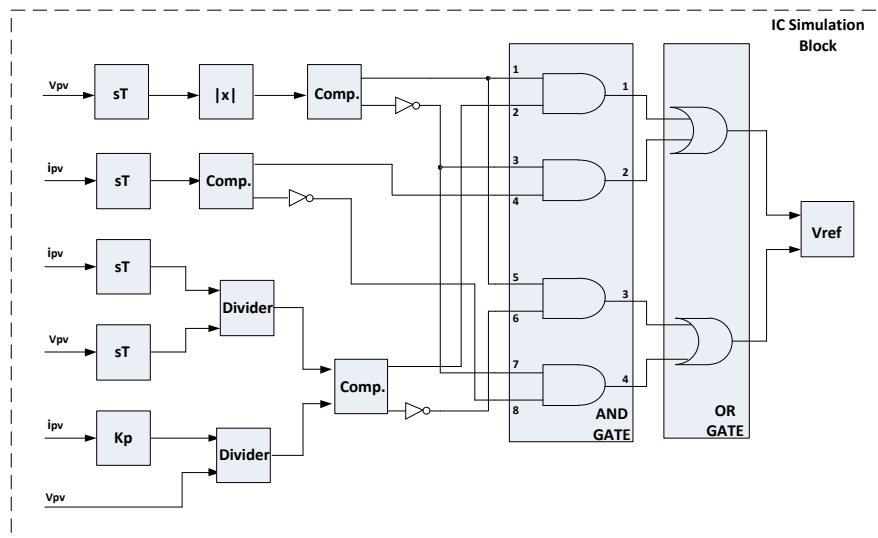 IC Simulation
Block
Vpv
sT
|x|
Comp.
1
2
1
ipv
sT
Comp.
3
4
2
ipv
sT
Vpv
sT
Divider
5
6
3
Vref
Comp.
7
8
4
ipv
Kp
Divider
Vpv
AND
GATE
OR
GATE